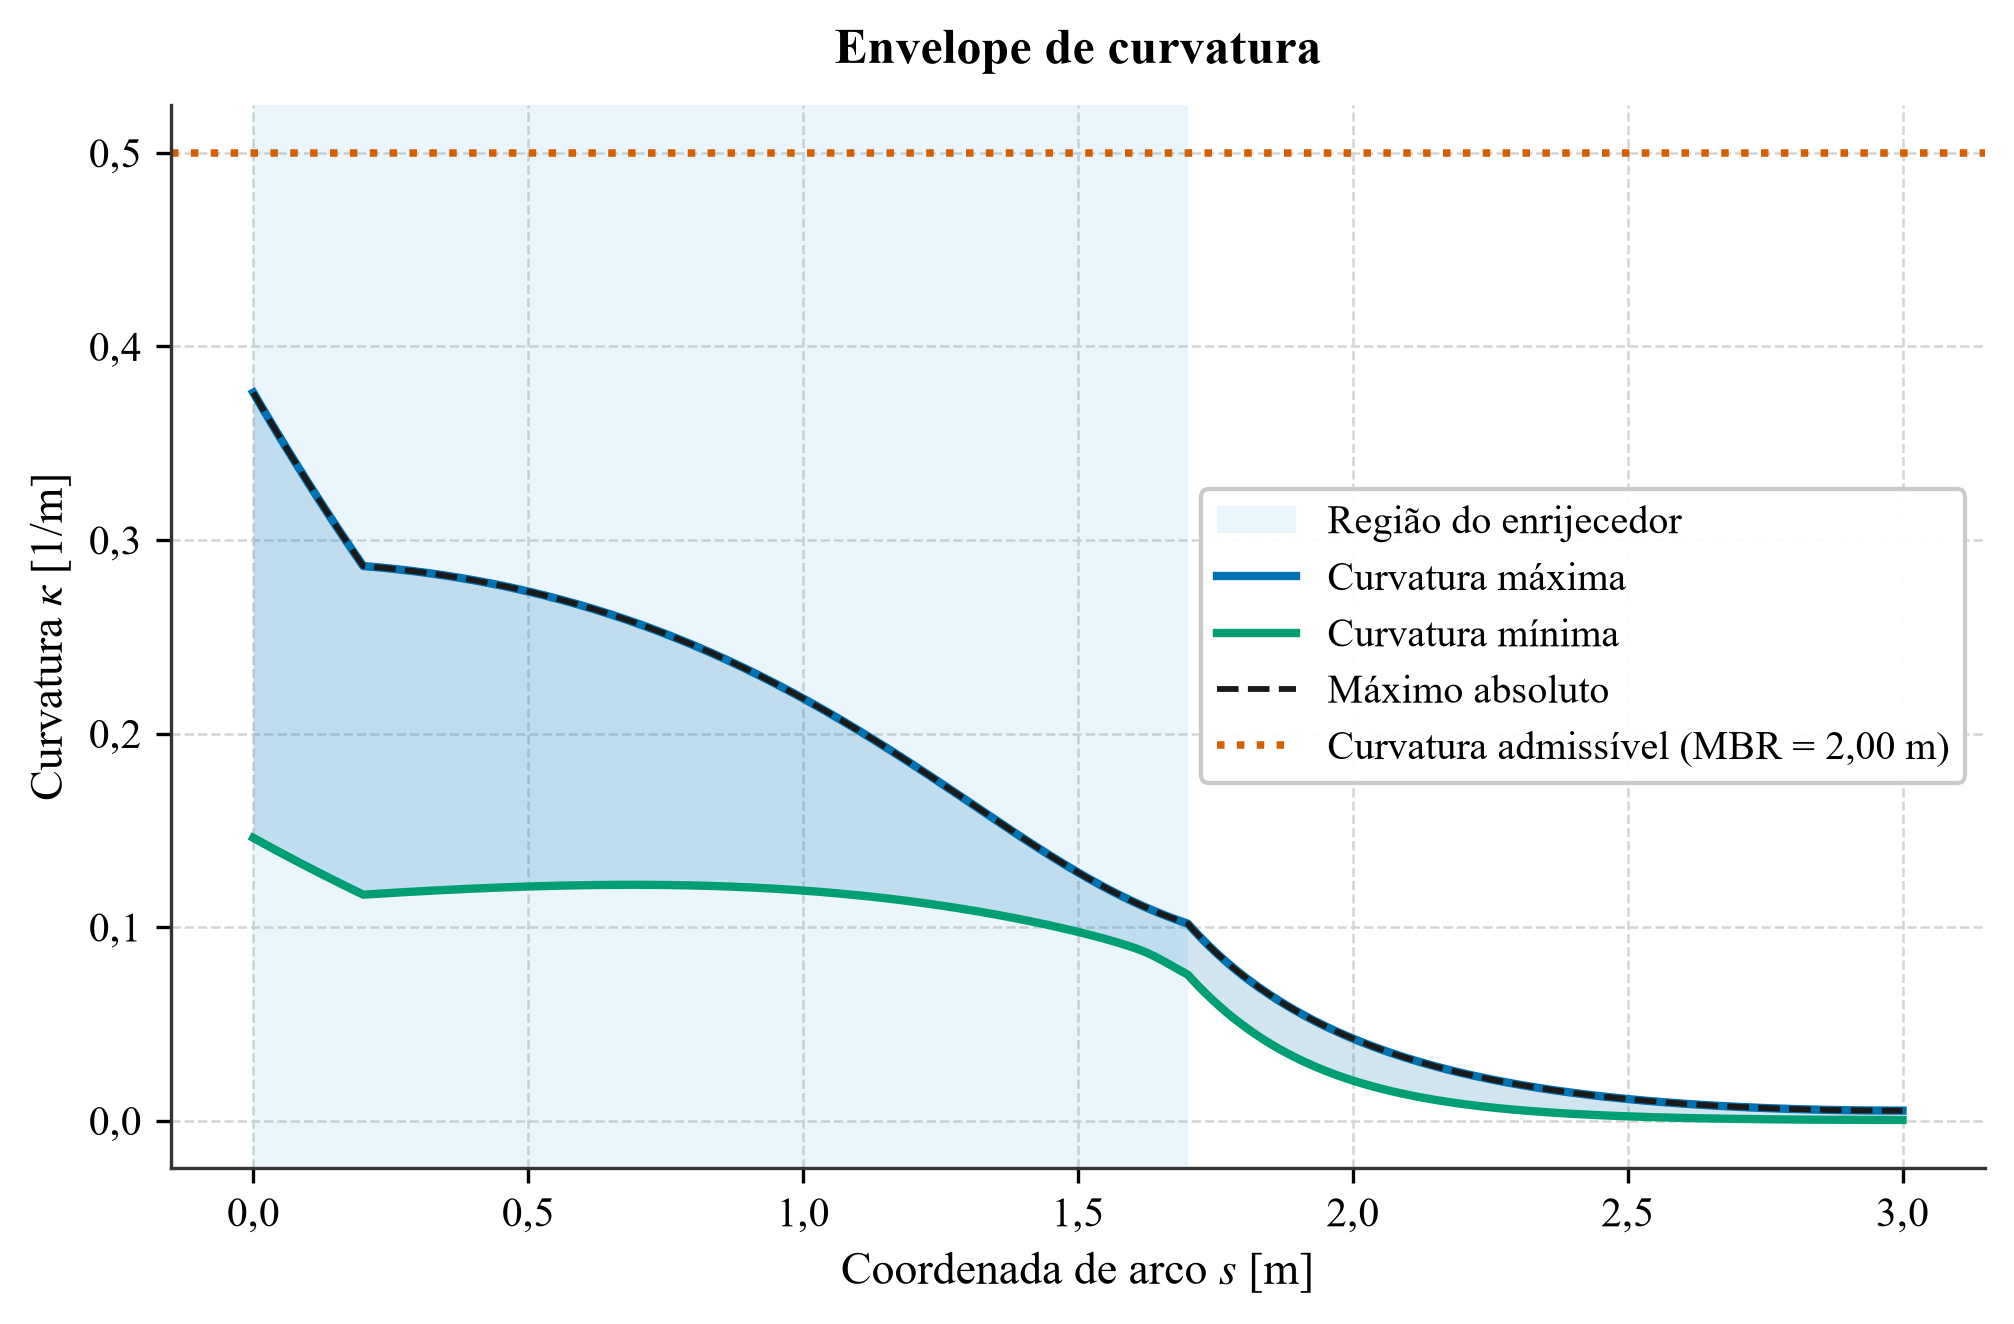 Envelope de curvatura
0,5
0,4
0,3
0,2
0,1
0,0
Curvatura κ [1/m]
Região do enrijecedor
Curvatura máxima
Curvatura mínima
Máximo absoluto
Curvatura admissível (MBR = 2,00 m)
0,0 0,5 1,0 1,5 2,0 2,5 3,0
Coordenada de arco s [m]